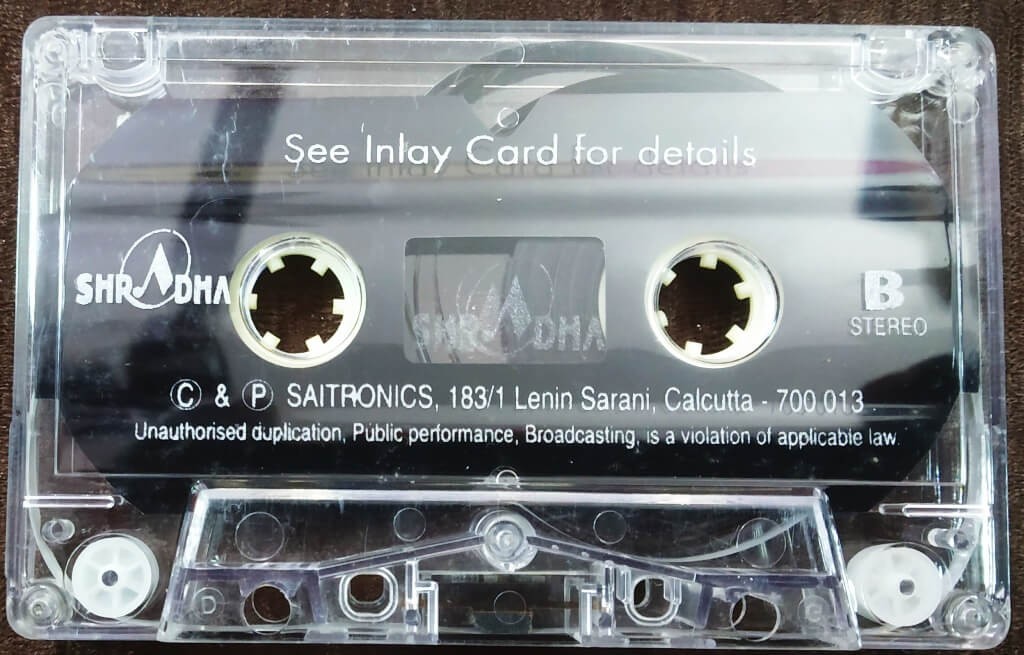 See Inlay Card for details
SHRADHA
B
STEREO
SHRADHA
Ⓒ & Ⓟ SAITRONICS, 183/1 Lenin Sarani, Calcutta - 700 013
Unauthorised duplication, Public performance, Broadcasting, is a violation of applicable law.
D